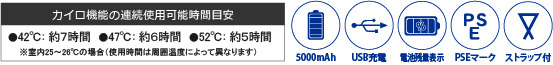 カイロ機能の連続使用可能時間目安
●42℃: 約7時間 ●47℃: 約6時間 ●52℃: 約5時間
※室内25～26℃の場合(使用時間は周囲温度によって異なります)
PS
E
5000mAh USB充電 電池残量表示 PSEマーク ストラップ付